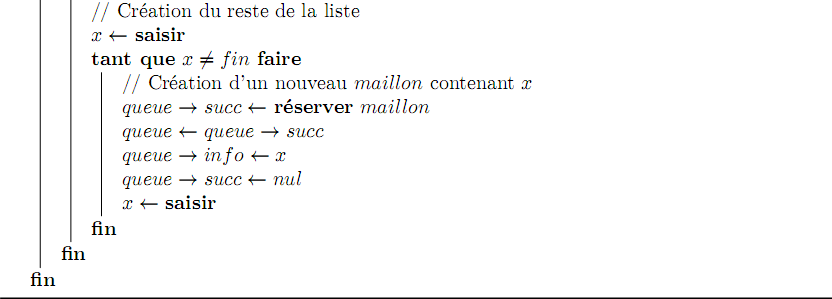 // Création du reste de la liste
x ← saisir
tant que x ≠ fin faire
// Création d'un nouveau maillon contenant x
queue → succ ← réserver maillon
queue ← queue → succ
queue → info ← x
queue → succ ← nul
x ← saisir
fin
fin
fin